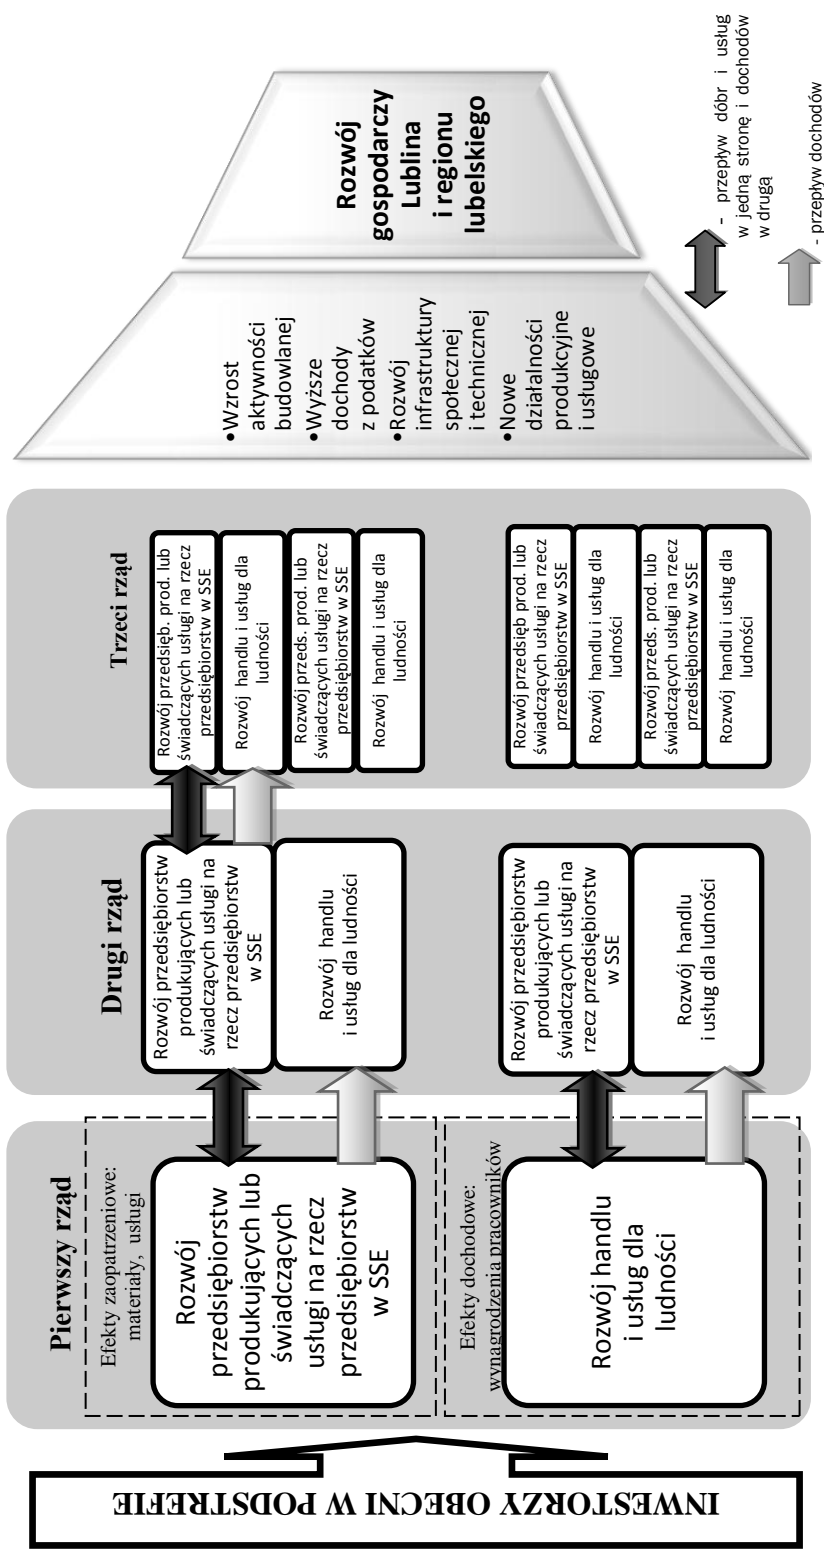 INWESTORZY OBECNI W PODSTREFIE
Pierwszy rząd
Efekty zaopatrzeniowe:
materiały, usługi
Rozwój
przedsiębiorstw
produkujących lub
świadczących
usługi na rzecz
przedsiębiorstw
w SSE
Efekty dochodowe:
wynagrodzenia pracowników
Rozwój handlu
i usług dla
ludności
Drugi rząd
Rozwój przedsiębiorstw
produkujących lub
świadczących usługi na
rzecz przedsiębiorstw
w SSE
Rozwój handlu
i usług dla ludności
Rozwój przedsiębiorstw
produkujących lub
świadczących usługi na
rzecz przedsiębiorstw
w SSE
Rozwój handlu
i usług dla ludności
Trzeci rząd
Rozwój przedsięb. prod. lub
świadczących usługi na rzecz
przedsiębiorstw w SSE
Rozwój handlu i usług dla
ludności
Rozwój przeds. prod. lub
świadczących usługi na rzecz
przedsiębiorstw w SSE
Rozwój handlu i usług dla
ludności
Rozwój przedsięb prod. lub
świadczących usługi na rzecz
przedsiębiorstw w SSE
Rozwój handlu i usług dla
ludności
Rozwój przeds. prod. lub
świadczących usługi na rzecz
przedsiębiorstw w SSE
Rozwój handlu i usług dla
ludności
•Wzrost
aktywności
budowlanej
•Wyższe
dochody
z podatków
•Rozwój
infrastruktury
społecznej
i technicznej
•Nowe
działalności
produkcyjne
i usługowe
Rozwój
gospodarczy
Lublina
i regionu
lubelskiego
- przepływ dóbr i usług
w jedną stronę i dochodów
w drugą
- przepływ dochodów